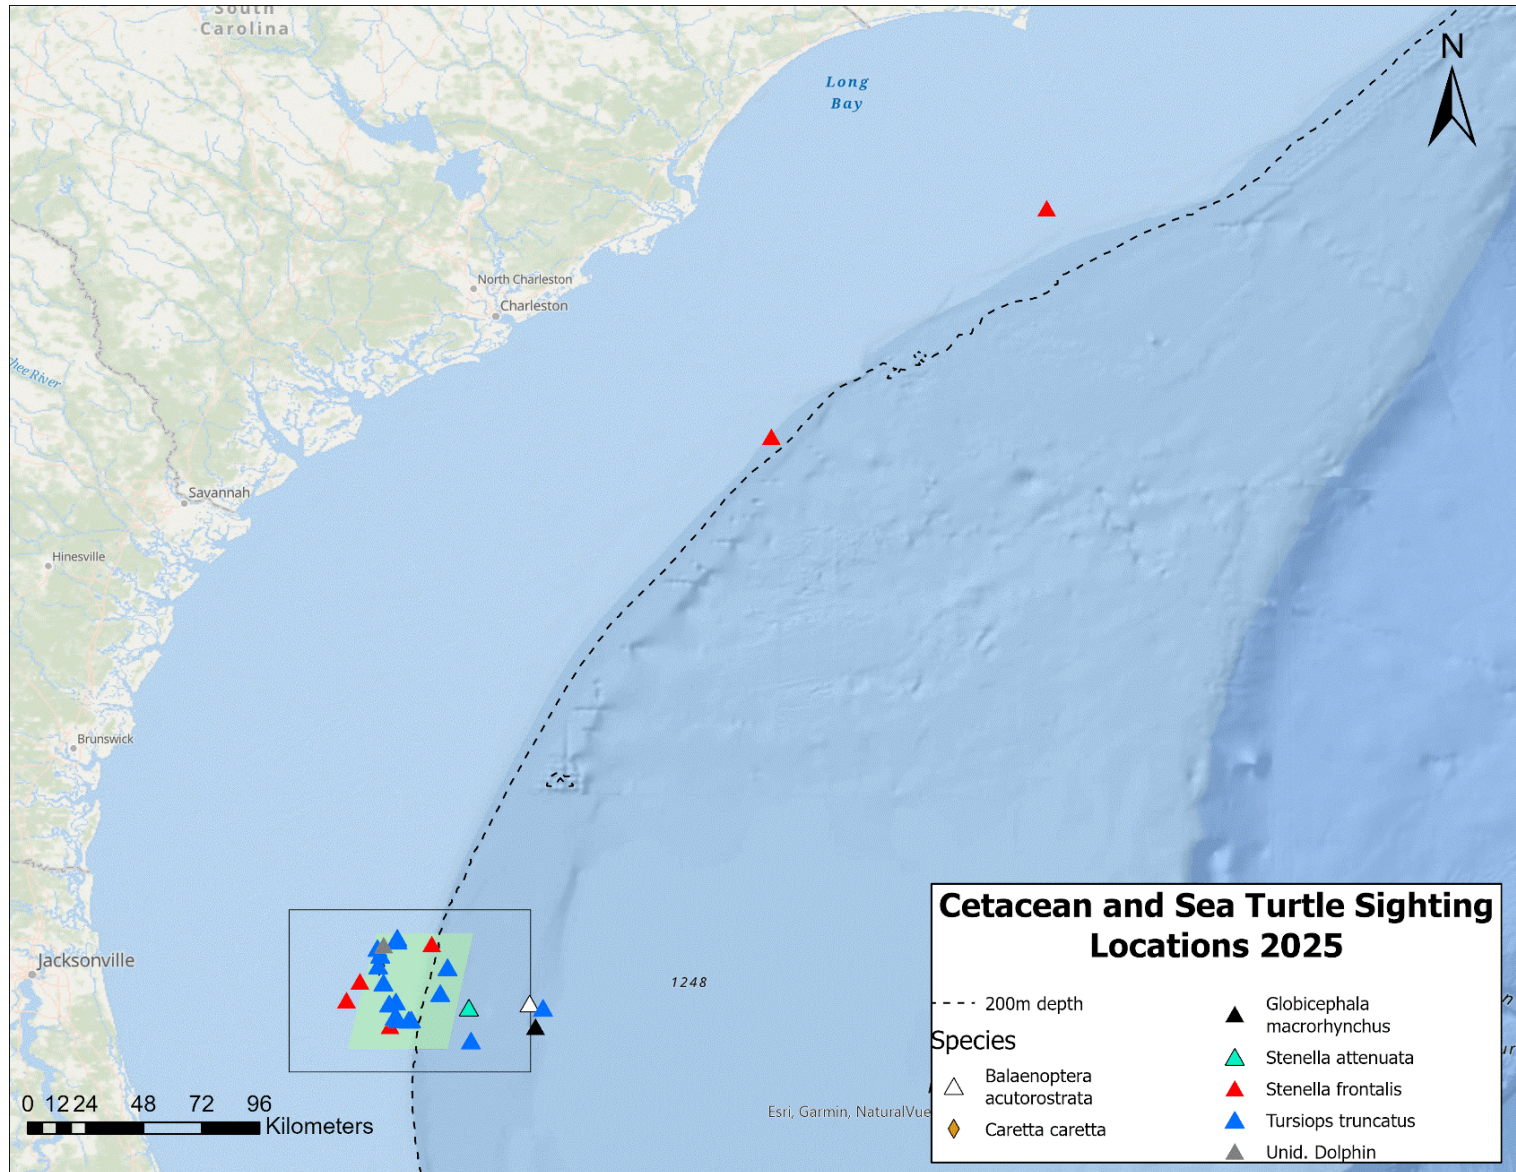 South
Carolina
Long
Bay
N
North Charleston
Charleston
River
Savannah
Hinesville
Brunswick
Jacksonville
1248
0 12 24 48 72 96
Kilometers
Esri, Garmin, NaturalVue
Cetacean and Sea Turtle Sighting
Locations 2025
200m depth
Species
Balaenoptera
acutorostrata
Caretta caretta
Globicephala
macrorhynchus
Stenella attenuata
Stenella frontalis
Tursiops truncatus
Unid. Dolphin